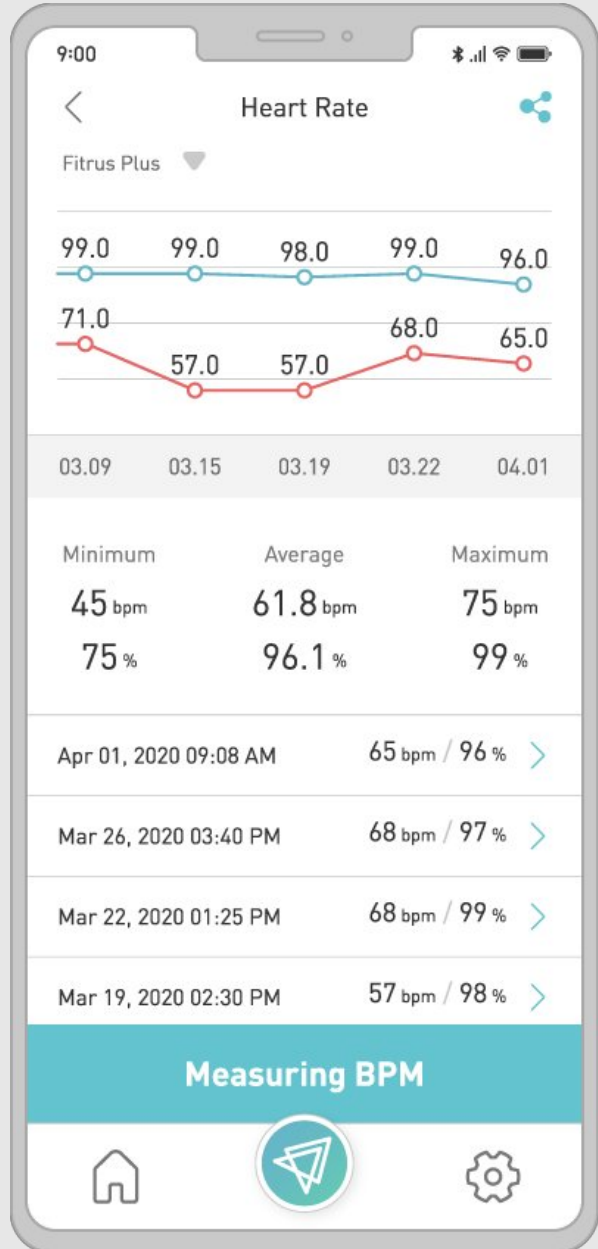 9:00
Heart Rate
Fitrus Plus
99.0 99.0 98.0 99.0 96.0
71.0 57.0 57.0 68.0 65.0
03.09 03.15 03.19 03.22 04.01
Minimum Average Maximum
45 bpm 61.8 bpm 75 bpm
75 % 96.1 % 99 %
Apr 01, 2020 09:08 AM 65 bpm / 96 %
Mar 26, 2020 03:40 PM 68 bpm / 97 %
Mar 22, 2020 01:25 PM 68 bpm / 99 %
Mar 19, 2020 02:30 PM 57 bpm / 98 %
Measuring BPM